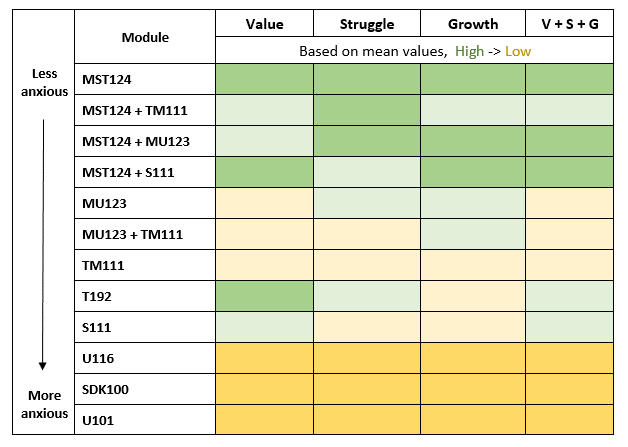 Module
Value
Struggle
Growth
V + S + G
Based on mean values, High -> Low
Less
anxious
MST124
MST124 + TM111
MST124 + MU123
MST124 + S111
MU123
MU123 + TM111
TM111
T192
S111
U116
SDK100
U101
More
anxious